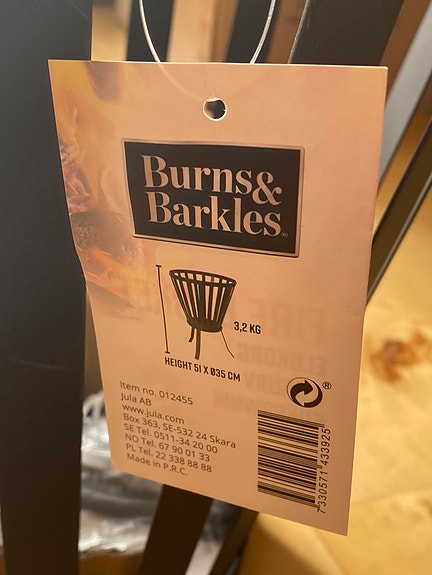 Burns&
Barkles®
3,2 KG
HEIGHT 51 X Ø35 CM
Item no. 012455
Jula AB
www.jula.com
Box 363, SE-532 24 Skara
SE Tel. 0511-34 20 00
NO Tel. 67 90 01 33
PL Tel. 22 338 88 88
Made in P.R.C.
®
7330571 433925